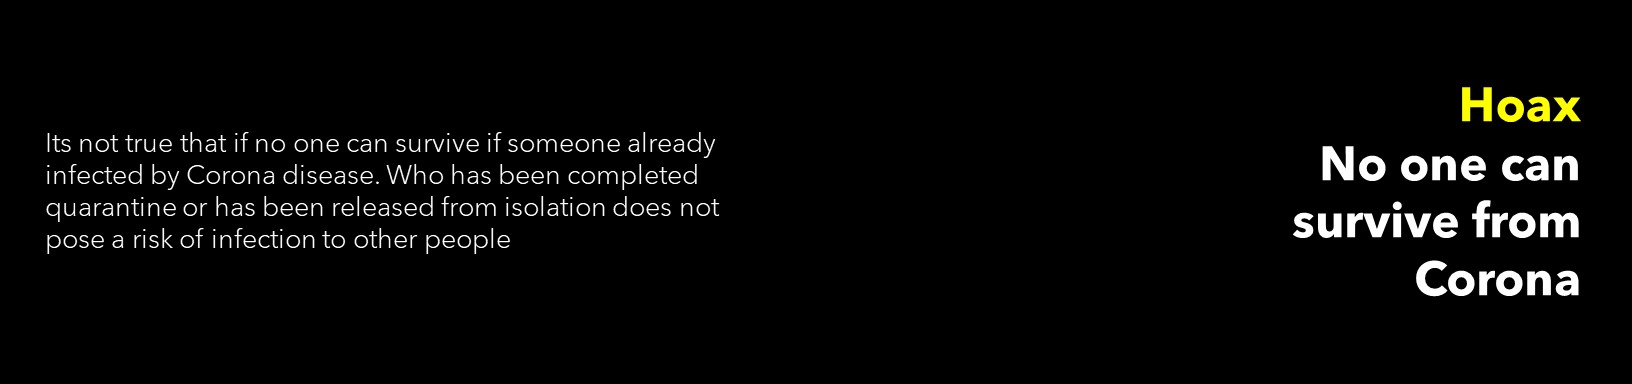 Its not true that if no one can survive if someone already
infected by Corona disease. Who has been completed
quarantine or has been released from isolation does not
pose a risk of infection to other people
Hoax
No one can
survive from
Corona